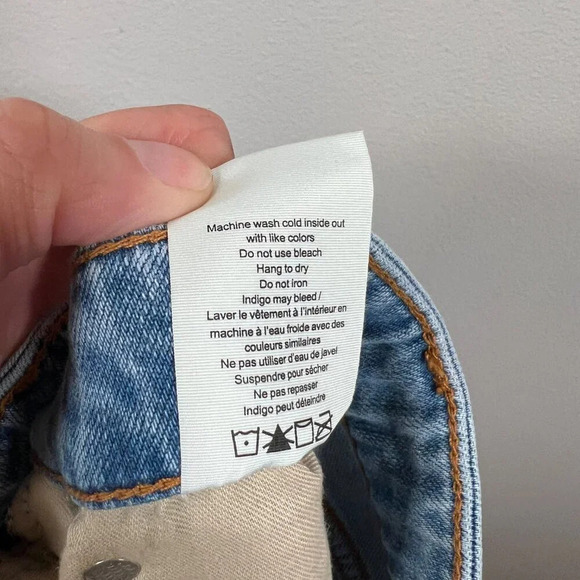 Machine wash cold inside out
with like colors
Do not use bleach
Hang to dry
Do not iron
Indigo may bleed /
Laver le vêtement à l'intérieur en
machine à l'eau froide avec des
couleurs similaires
Ne pas utiliser d'eau de javel
Suspendre pour sécher
Ne pas repasser
Indigo peut déteindre